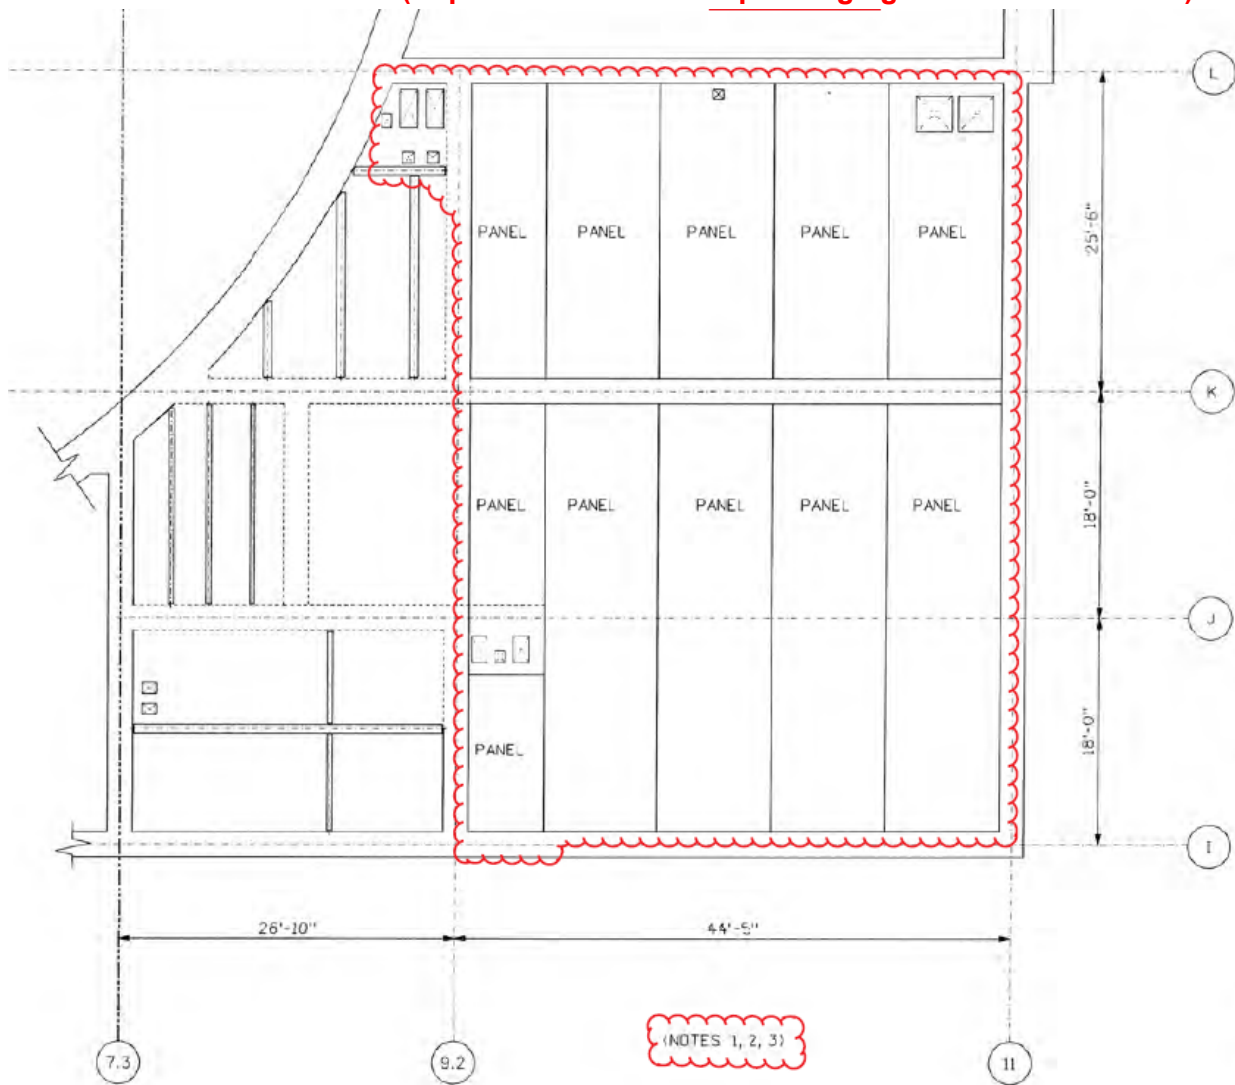 L
PANEL PANEL PANEL PANEL PANEL
25'-6"
K
PANEL PANEL PANEL PANEL PANEL
18'-0"
J
PANEL
18'-0"
I
26'-10" 44'-5"
(NOTES 1, 2, 3)
7.3 9.2 11